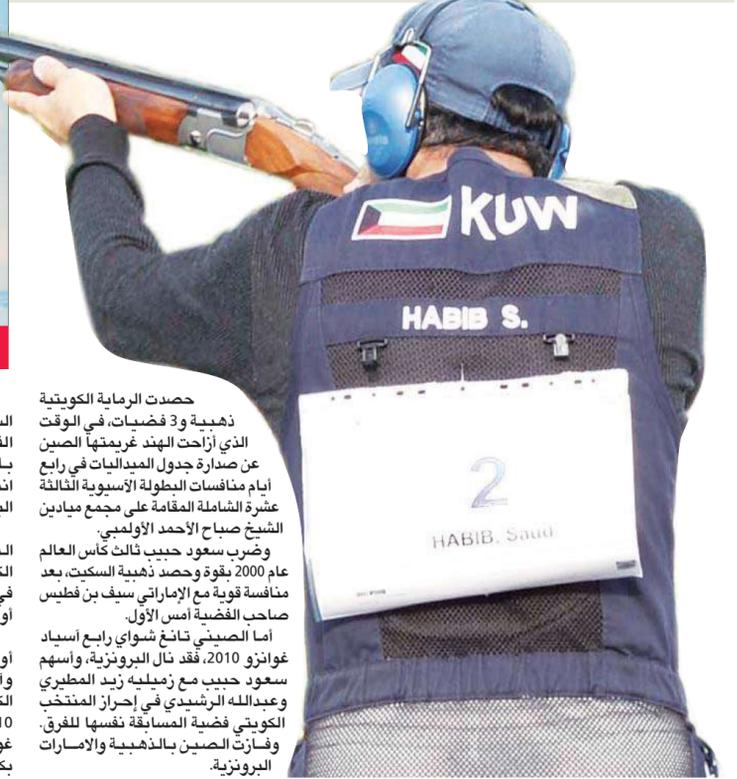 KUW
HABIB S.
2
HABIB. Saud
حصدت الرماية الكويتية
ذهبية و3 فضيات، في الوقت
الذي أزاحت الهند غريمتها الصين
عن صدارة جدول الميداليات في رابع
أيام منافسات البطولة الآسيوية الثالثة
عشرة الشاملة المقامة على مجمع ميادين
الشيخ صباح الأحمد الأولمبي.
وضرب سعود حبيب ثالث كأس العالم
عام 2000 بقوة وحصد ذهبية السكيت، بعد
منافسة قوية مع الإماراتي سيف بن فطيس
صاحب الفضية أمس الأول.
أما الصيني تانغ شواي رابع أسياد
غوانزو 2010، فقد نال البرونزية، وأسهم
سعود حبيب مع زميليه زيد المطيري
وعبدالله الرشيدي في إحراز المنتخب
الكويتي فضية المسابقة نفسها للفرق.
وفازت الصين بالذهبية والامارات
البرونزية.